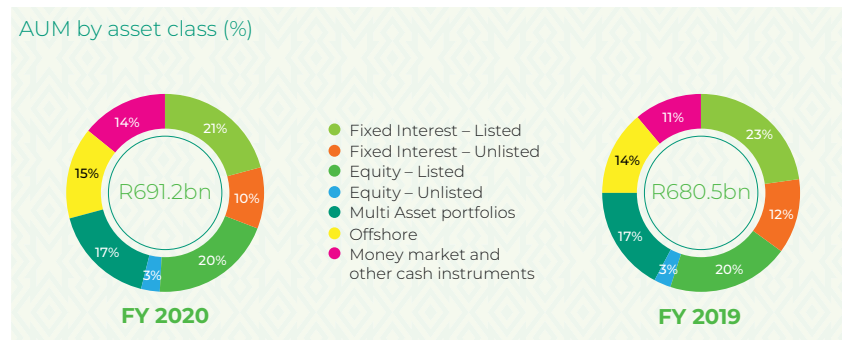 AUM by asset class (%)
14%
21%
15%
R691.2bn
10%
17%
20%
3%
FY 2020
Fixed Interest – Listed
Fixed Interest – Unlisted
Equity – Listed
Equity – Unlisted
Multi Asset portfolios
Offshore
Money market and
other cash instruments
11%
23%
14%
R680.5bn
12%
17%
20%
3%
FY 2019